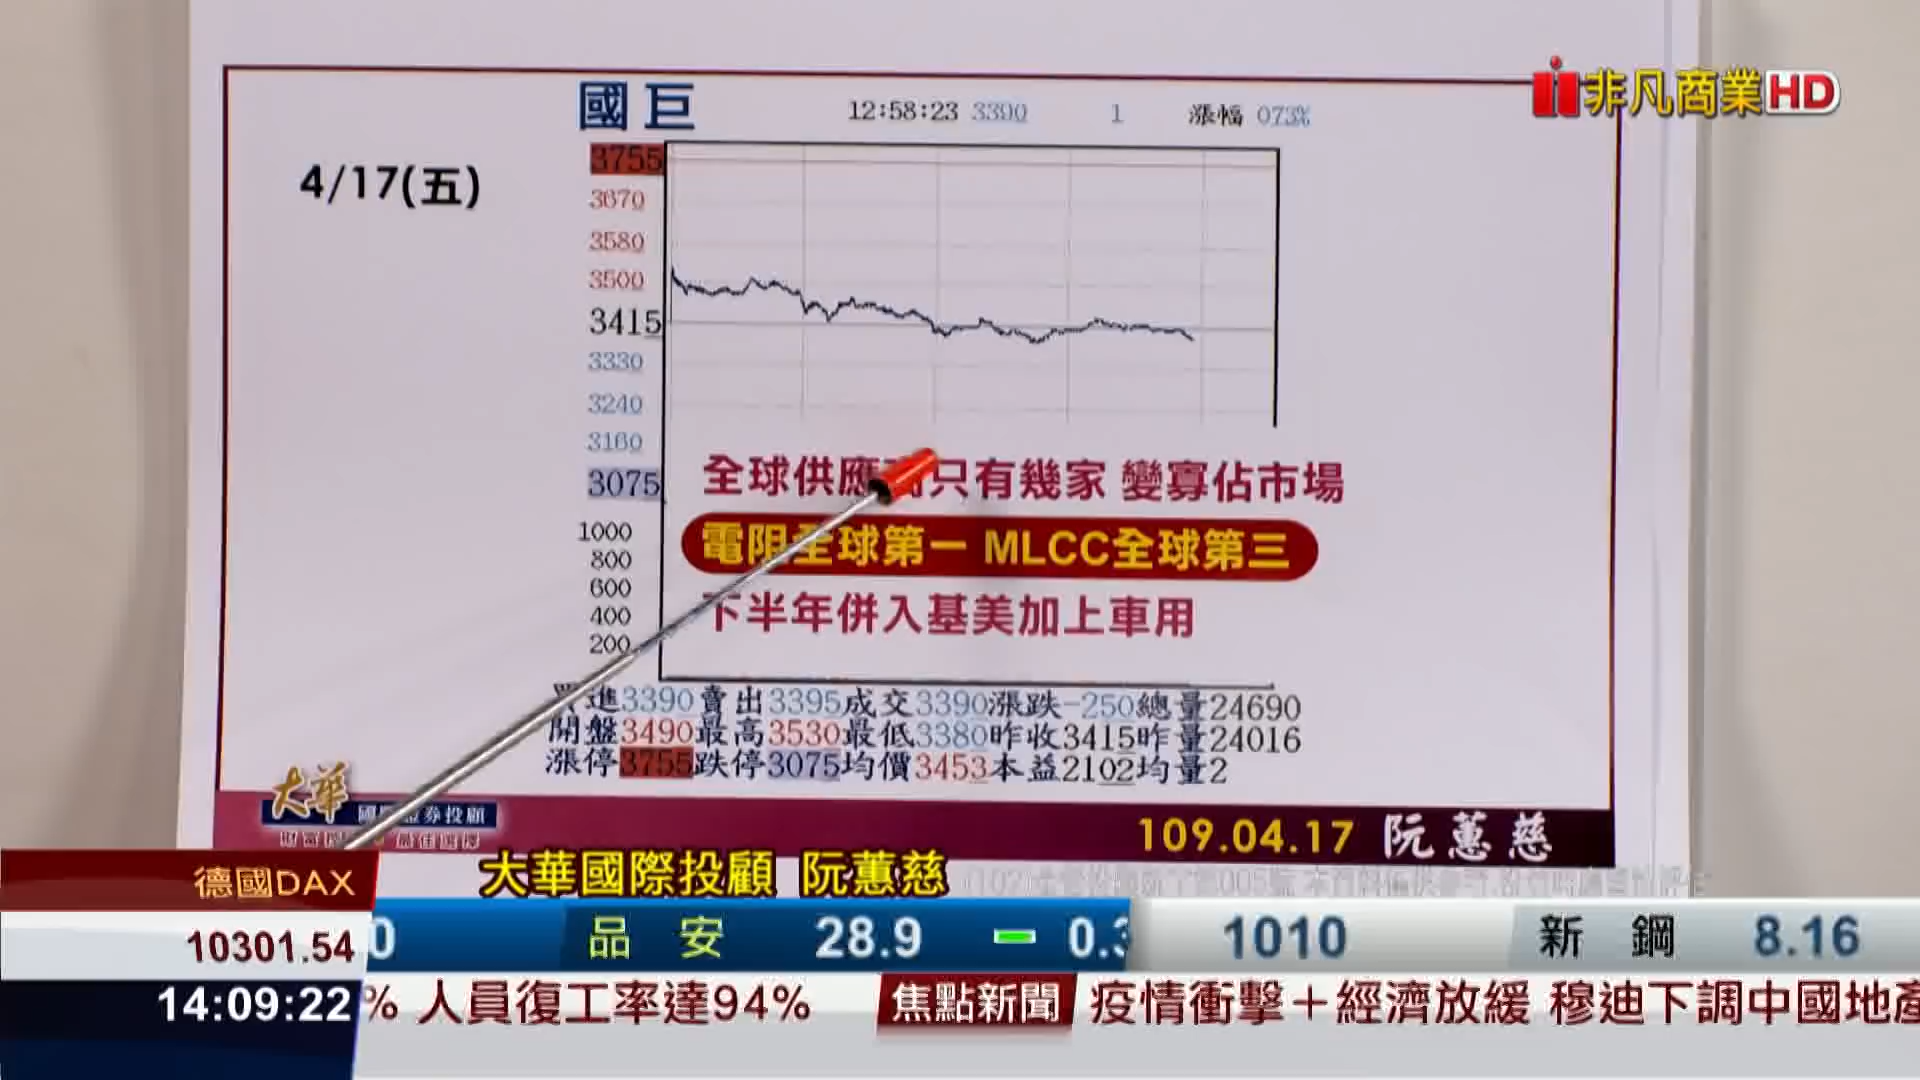 非凡商業HD
國巨 12:58:23 3390 1 漲幅 073%
4/17(五)
3755
3670
3580
3500
3415
3330
3240
3160
3075
1000
800
600
400
200
全球供應 只有幾家 變寡佔市場
電阻全球第一 MLCC全球第三
下半年併入基美加上車用
進3390賣出3395成交3390漲跌-250總量24690
開盤3490最高3530最低3380昨收3415昨量24016
漲停3755跌停3075均價3453本益2102均量2
大華
券投顧
109.04.17 阮蕙慈
德國DAX
大華國際投顧 阮蕙慈
10301.54
0 品安 28.9 0.3 1010 新鋼 8.16
14:09:22
% 人員復工率達94% 焦點新聞 疫情衝擊＋經濟放緩 穆迪下調中國地產